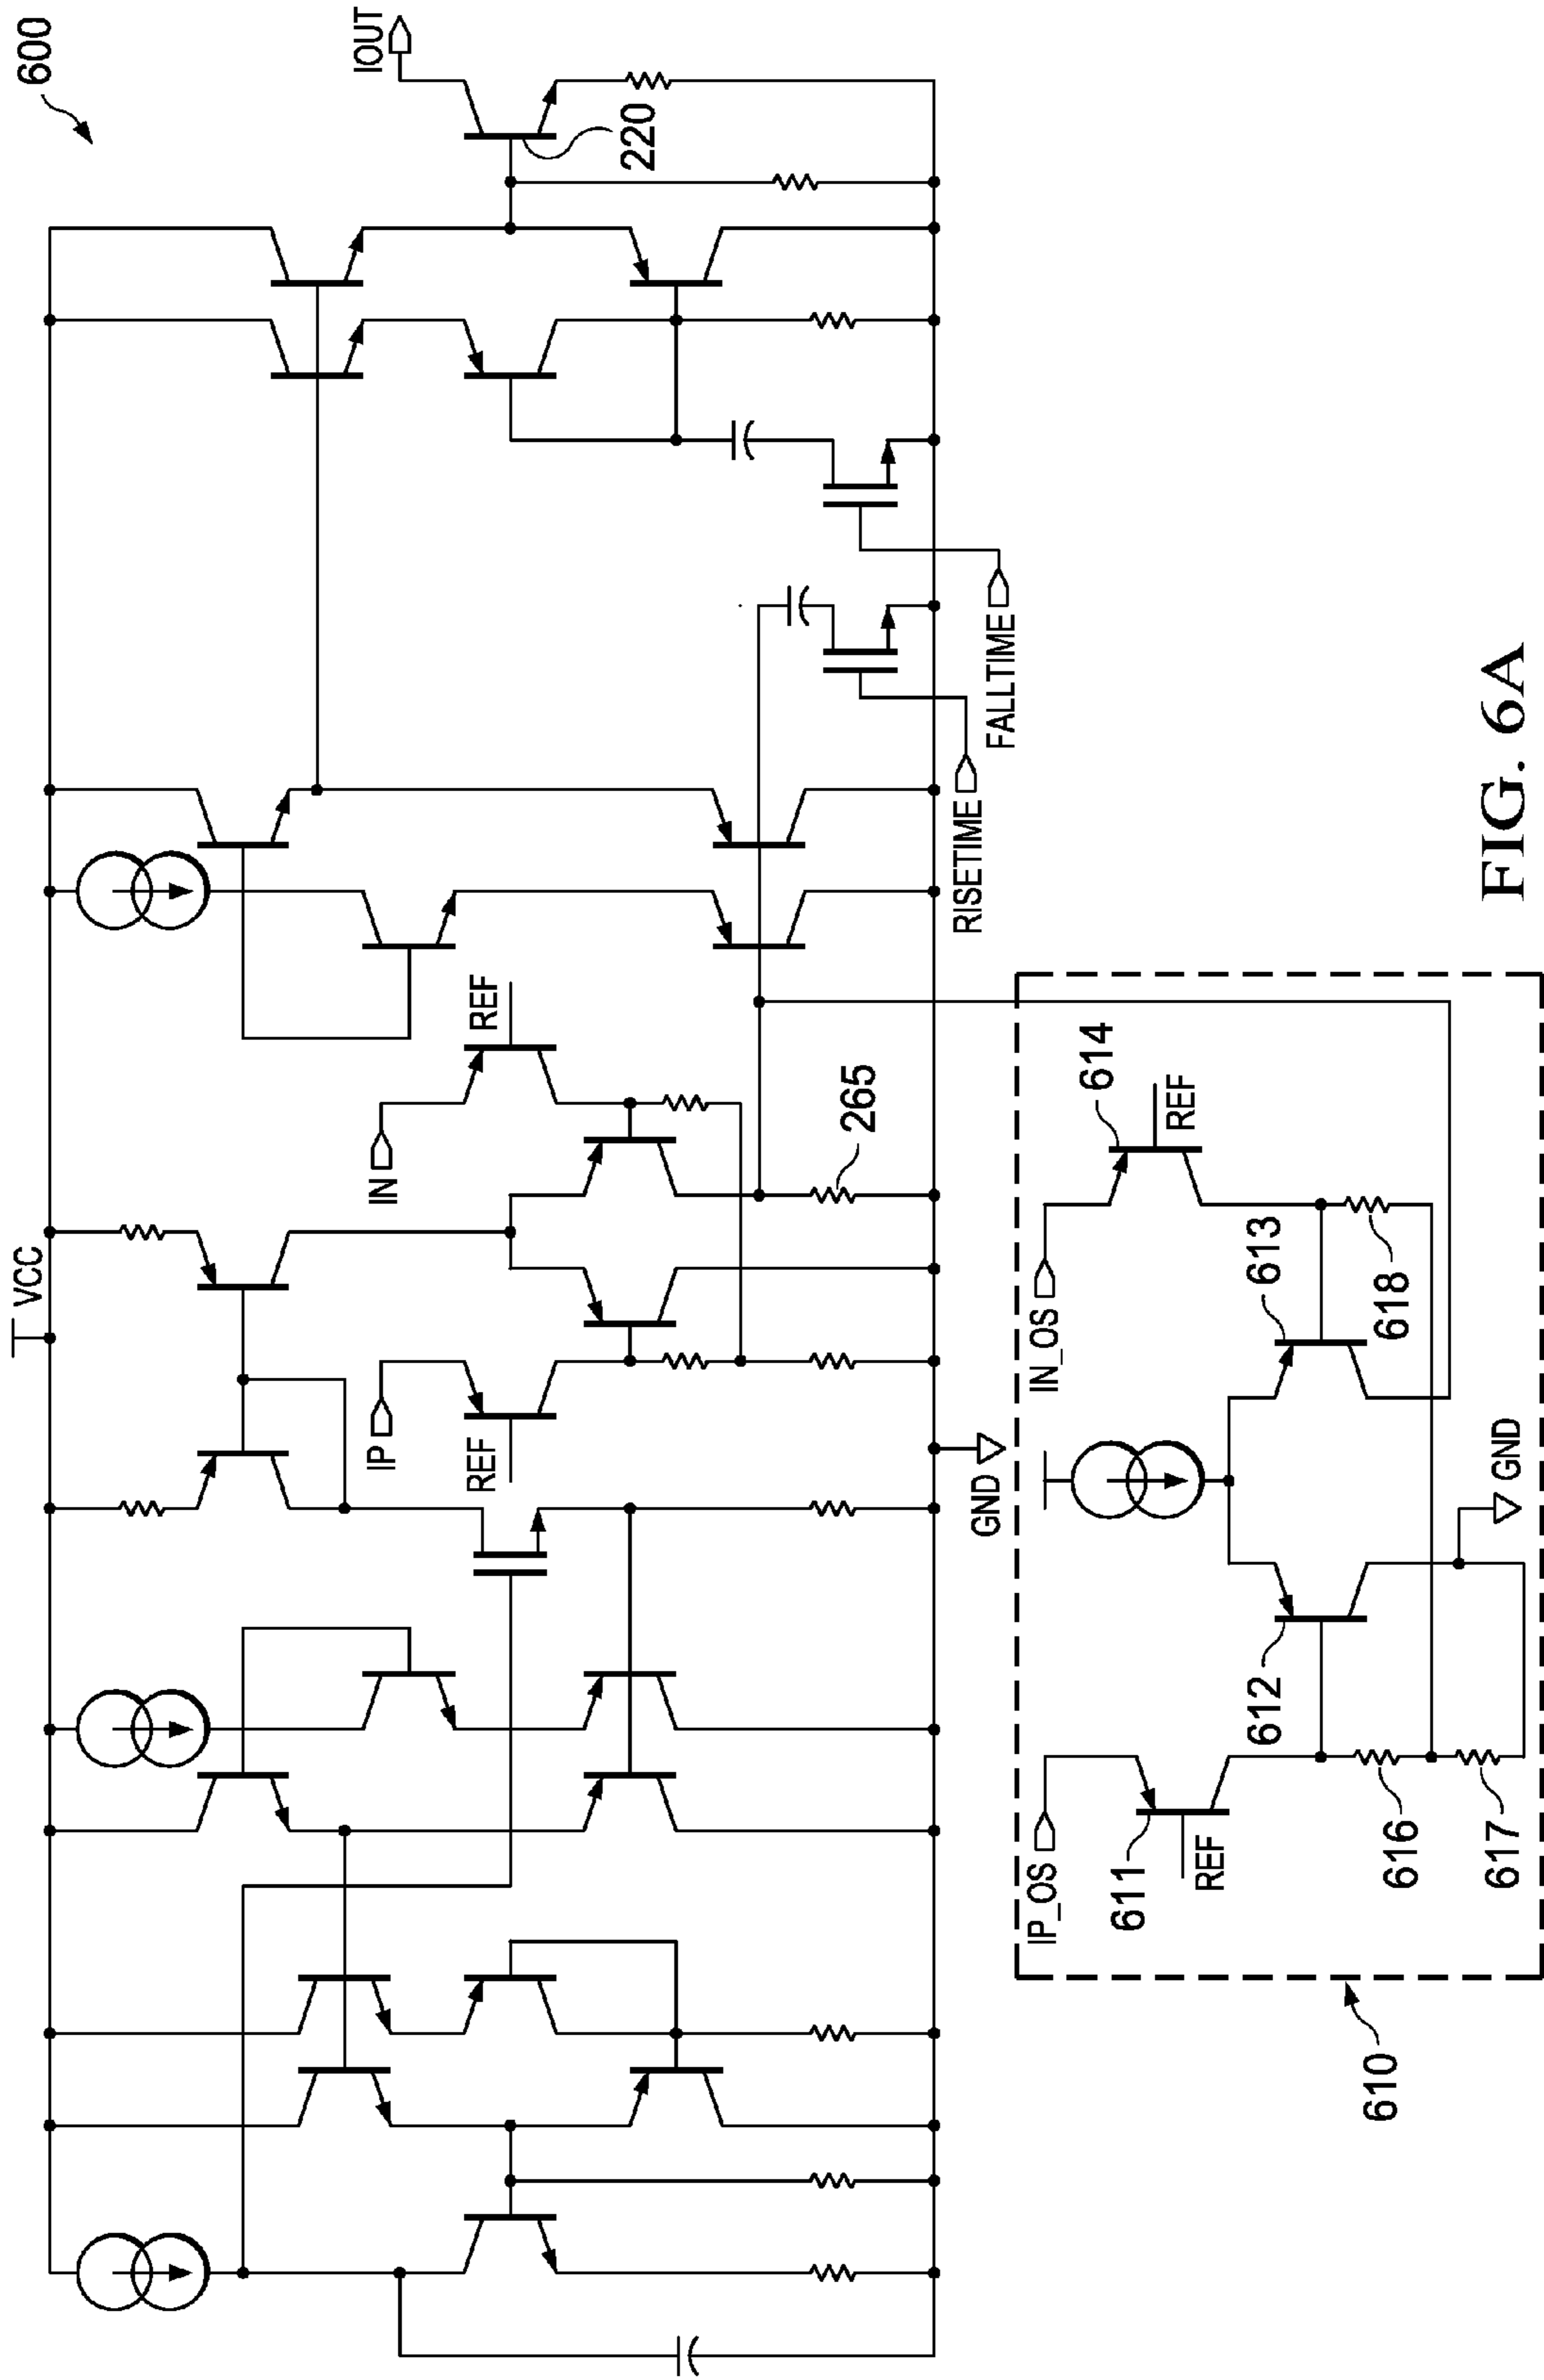 600
VCC
IOUT
220
IP
REF
IN
REF
265
GND
RISETIME
FALLTIME
610
IP_OS
611
REF
612
616
617
GND
IN_OS
613
614
REF
618
FIG. 6A